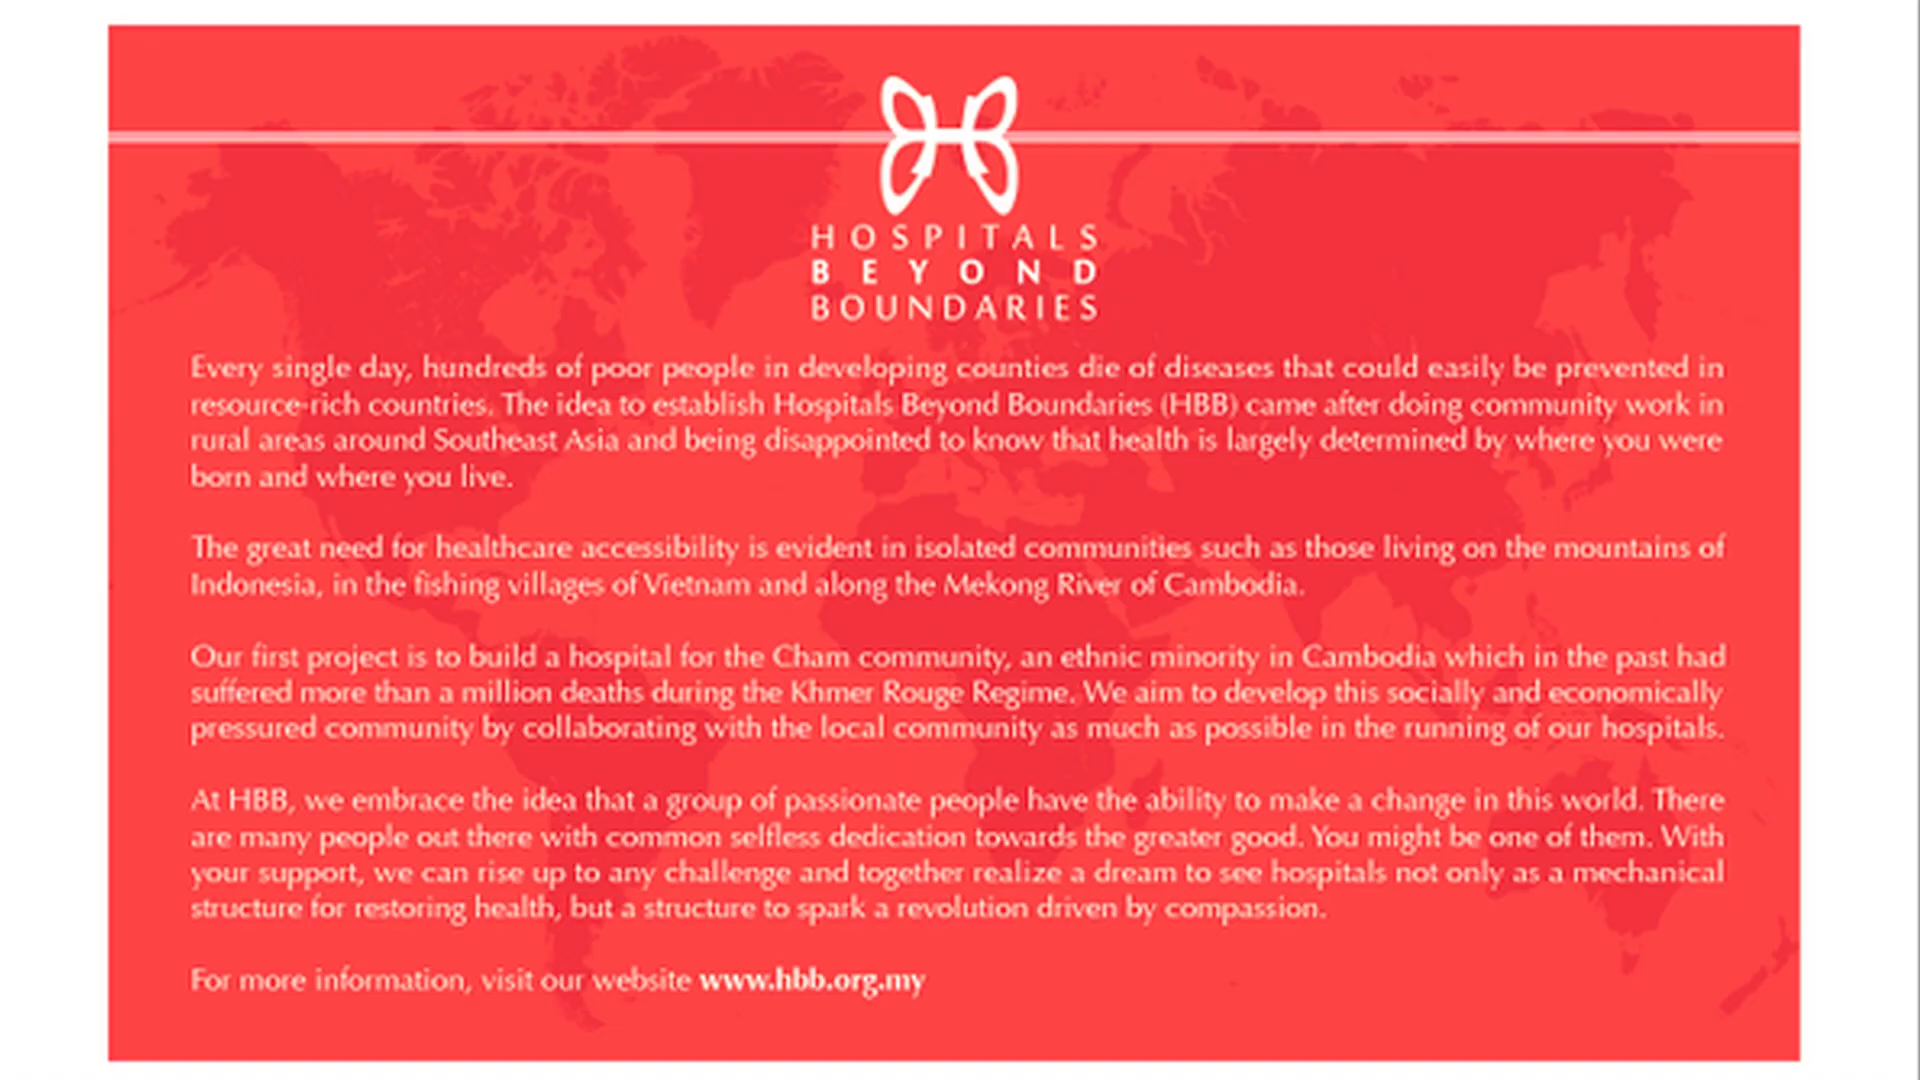 HOSPITALS
BEYOND
BOUNDARIES
Every single day, hundreds of poor people in developing counties die of diseases that could easily be prevented in
resource-rich countries. The idea to establish Hospitals Beyond Boundaries (HBB) came after doing community work in
rural areas around Southeast Asia and being disappointed to know that health is largely determined by where you were
born and where you live.
The great need for healthcare accessibility is evident in isolated communities such as those living on the mountains of
Indonesia, in the fishing villages of Vietnam and along the Mekong River of Cambodia.
Our first project is to build a hospital for the Cham community, an ethnic minority in Cambodia which in the past had
suffered more than a million deaths during the Khmer Rouge Regime. We aim to develop this socially and economically
pressured community by collaborating with the local community as much as possible in the running of our hospitals.
At HBB, we embrace the idea that a group of passionate people have the ability to make a change in this world. There
are many people out there with common selfless dedication towards the greater good. You might be one of them. With
your support, we can rise up to any challenge and together realize a dream to see hospitals not only as a mechanical
structure for restoring health, but a structure to spark a revolution driven by compassion.
For more information, visit our website www.hbb.org.my